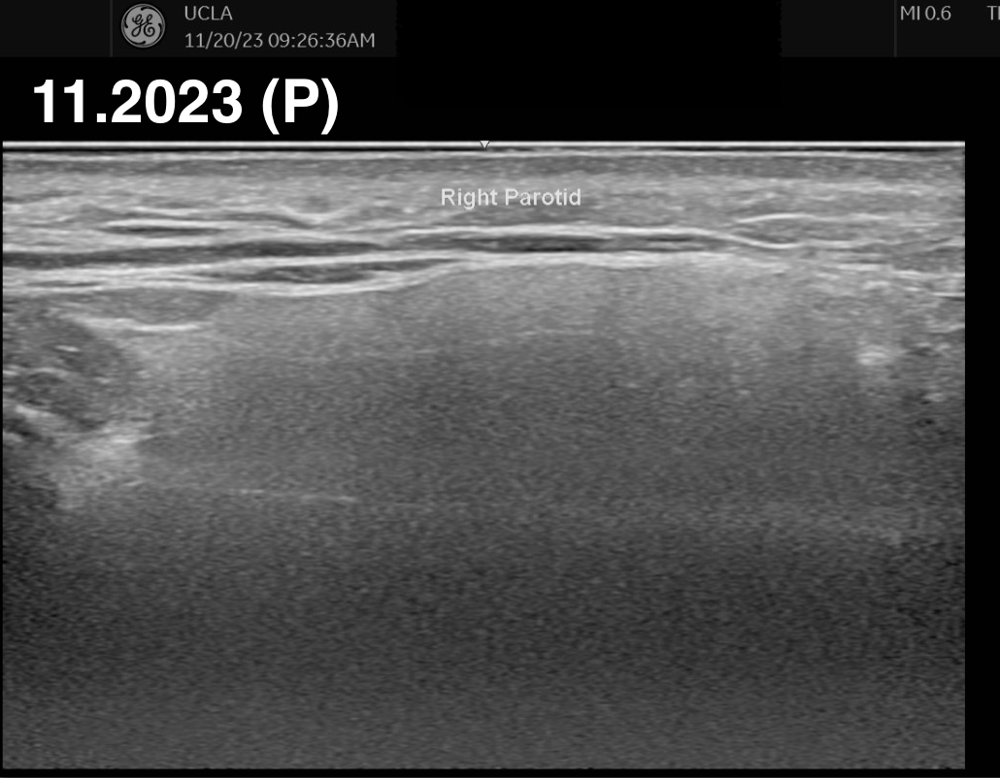 UCLA
MI 0.6
11/20/23 09:26:36AM
11.2023 (P)
Right Parotid